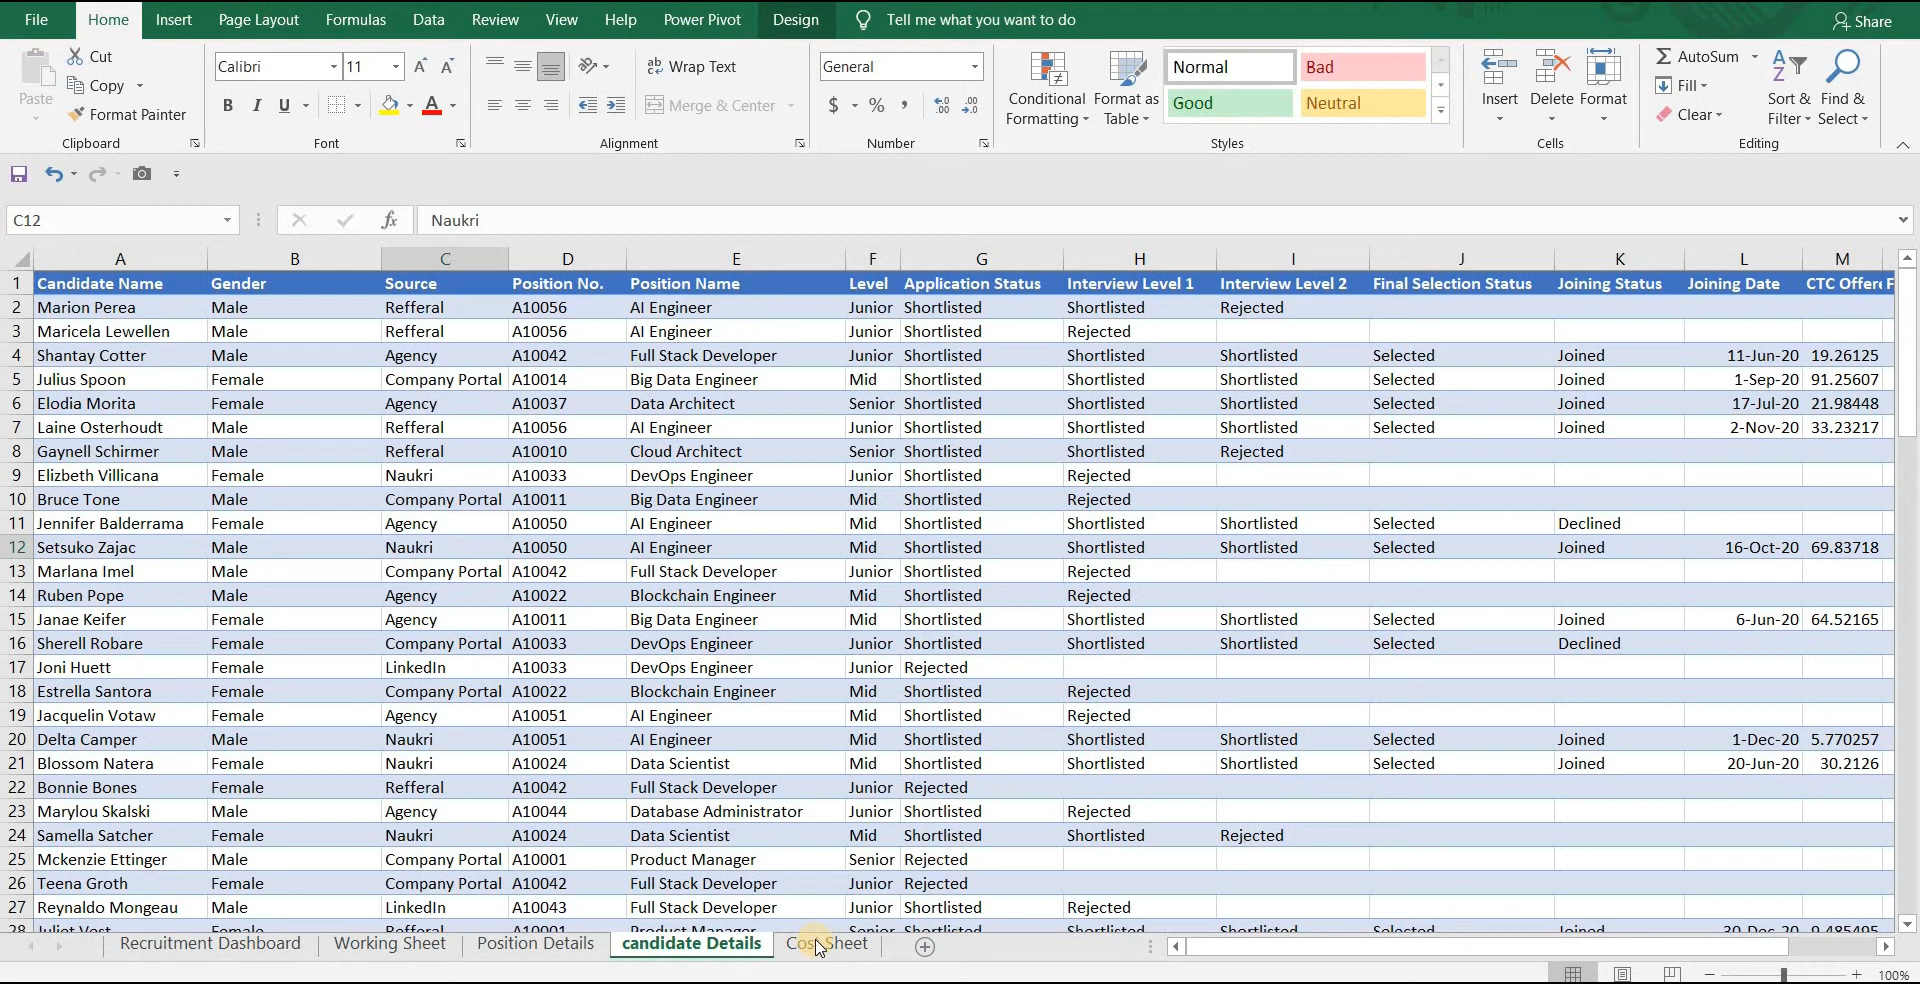 File Home Insert Page Layout Formulas Data Review View Help Power Pivot Design Tell me what you want to do Share
Paste Cut Copy Format Painter Clipboard
Calibri 11 B I U A Font
Wrap Text Merge & Center Alignment
General $ % , Number
Conditional Formatting Format as Table Normal Bad Good Neutral Styles
Insert Delete Format Cells
AutoSum Fill Clear Sort & Filter Find & Select Editing
C12 fx Naukri
A B C D E F G H I J K L M
1 Candidate Name Gender Source Position No. Position Name Level Application Status Interview Level 1 Interview Level 2 Final Selection Status Joining Status Joining Date CTC Offere F
2 Marion Perea Male Refferal A10056 AI Engineer Junior Shortlisted Shortlisted Rejected
3 Maricela Lewellen Male Refferal A10056 AI Engineer Junior Shortlisted Rejected
4 Shantay Cotter Male Agency A10042 Full Stack Developer Junior Shortlisted Shortlisted Shortlisted Selected Joined 11-Jun-20 19.26125
5 Julius Spoon Female Company Portal A10014 Big Data Engineer Mid Shortlisted Shortlisted Shortlisted Selected Joined 1-Sep-20 91.25607
6 Elodia Morita Female Agency A10037 Data Architect Senior Shortlisted Shortlisted Shortlisted Selected Joined 17-Jul-20 21.98448
7 Laine Osterhoudt Male Refferal A10056 AI Engineer Junior Shortlisted Shortlisted Shortlisted Selected Joined 2-Nov-20 33.23217
8 Gaynell Schirmer Male Refferal A10010 Cloud Architect Senior Shortlisted Shortlisted Rejected
9 Elizbeth Villicana Female Naukri A10033 DevOps Engineer Junior Shortlisted Rejected
10 Bruce Tone Male Company Portal A10011 Big Data Engineer Mid Shortlisted Rejected
11 Jennifer Balderrama Female Agency A10050 AI Engineer Mid Shortlisted Shortlisted Shortlisted Selected Declined
12 Setsuko Zajac Male Naukri A10050 AI Engineer Mid Shortlisted Shortlisted Shortlisted Selected Joined 16-Oct-20 69.83718
13 Marlana Imel Male Company Portal A10042 Full Stack Developer Junior Shortlisted Rejected
14 Ruben Pope Male Agency A10022 Blockchain Engineer Mid Shortlisted Rejected
15 Janae Keifer Female Agency A10011 Big Data Engineer Mid Shortlisted Shortlisted Shortlisted Selected Joined 6-Jun-20 64.52165
16 Sherell Robare Female Company Portal A10033 DevOps Engineer Junior Shortlisted Shortlisted Shortlisted Selected Declined
17 Joni Huett Female LinkedIn A10033 DevOps Engineer Junior Rejected
18 Estrella Santora Female Company Portal A10022 Blockchain Engineer Mid Shortlisted Rejected
19 Jacquelin Votaw Female Agency A10051 AI Engineer Mid Shortlisted Rejected
20 Delta Camper Male Naukri A10051 AI Engineer Mid Shortlisted Shortlisted Shortlisted Selected Joined 1-Dec-20 5.770257
21 Blossom Natera Female Naukri A10024 Data Scientist Mid Shortlisted Shortlisted Shortlisted Selected Joined 20-Jun-20 30.2126
22 Bonnie Bones Female Refferal A10042 Full Stack Developer Junior Rejected
23 Marylou Skalski Male Agency A10044 Database Administrator Junior Shortlisted Rejected
24 Samella Satcher Female Naukri A10024 Data Scientist Mid Shortlisted Shortlisted Rejected
25 Mckenzie Ettinger Male Company Portal A10001 Product Manager Senior Rejected
26 Teena Groth Female Company Portal A10042 Full Stack Developer Junior Rejected
27 Reynaldo Mongeau Male LinkedIn A10043 Full Stack Developer Junior Shortlisted Rejected
28 Juliet Vest Female Refferal A10001 Product Manager Senior Shortlisted Shortlisted Shortlisted Selected Joined 30-Dec-20 9.485495
Recruitment Dashboard Working Sheet Position Details candidate Details Cost Sheet
100%